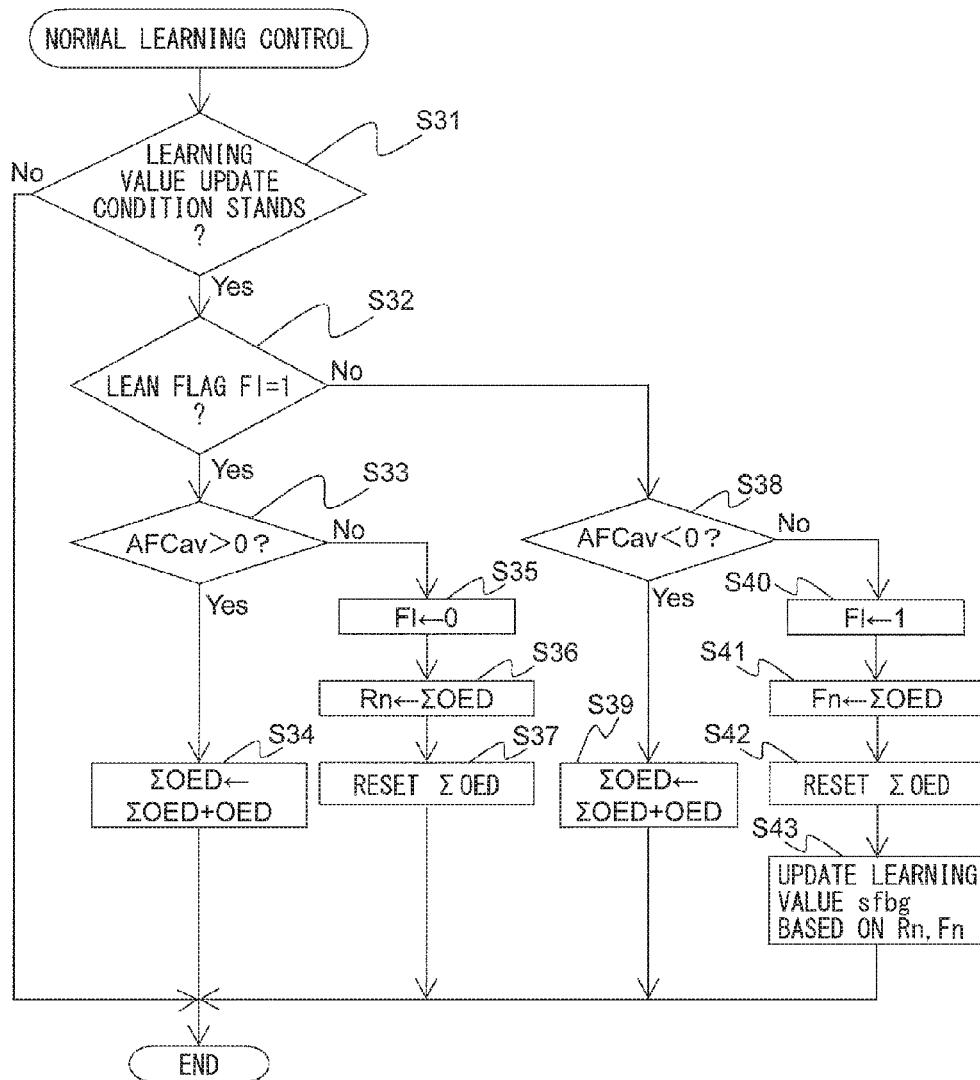 NORMAL LEARNING CONTROL
S31
LEARNING
VALUE UPDATE
CONDITION STANDS
?
No
Yes
S32
LEAN FLAG Fl=1
?
No
Yes
S33
AFCav>0?
No
Yes
S38
AFCav<0?
No
Yes
S35
Fl←0
S40
Fl←1
S36
Rn←ΣOED
S41
Fn←ΣOED
S34
ΣOED←
ΣOED+OED
S37
RESET ΣOED
S39
ΣOED←
ΣOED+OED
S42
RESET ΣOED
S43
UPDATE LEARNING
VALUE sfbg
BASED ON Rn,Fn
END